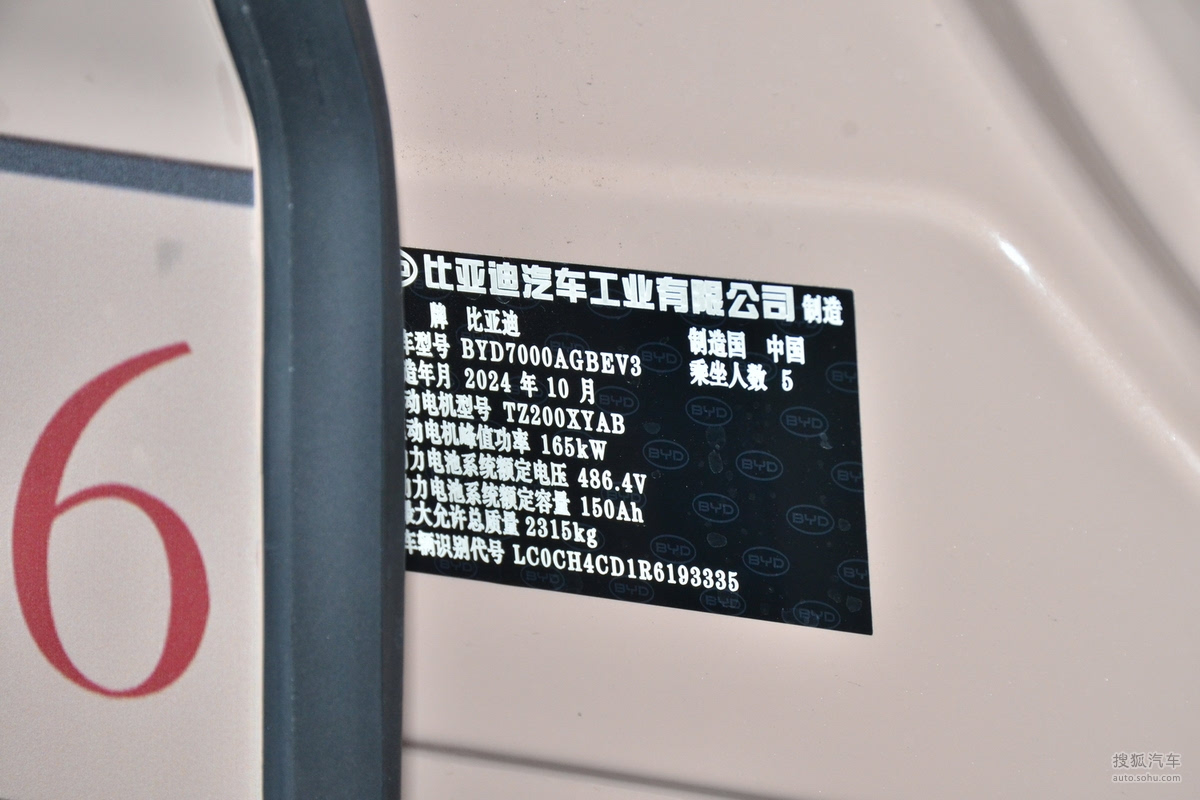 6
比亚迪汽车工业有限公司 制造
牌 比亚迪 制造国 中国
车型号 BYD7000AGBEV3 乘坐人数 5
造年月 2024 年 10 月
动电机型号 TZ200XYAB
动电机峰值功率 165kW
力电池系统额定电压 486.4V
力电池系统额定容量 150Ah
大允许总质量 2315kg
车辆识别代号 LC0CH4CD1R6193335
BYD
搜狐汽车
auto.sohu.com